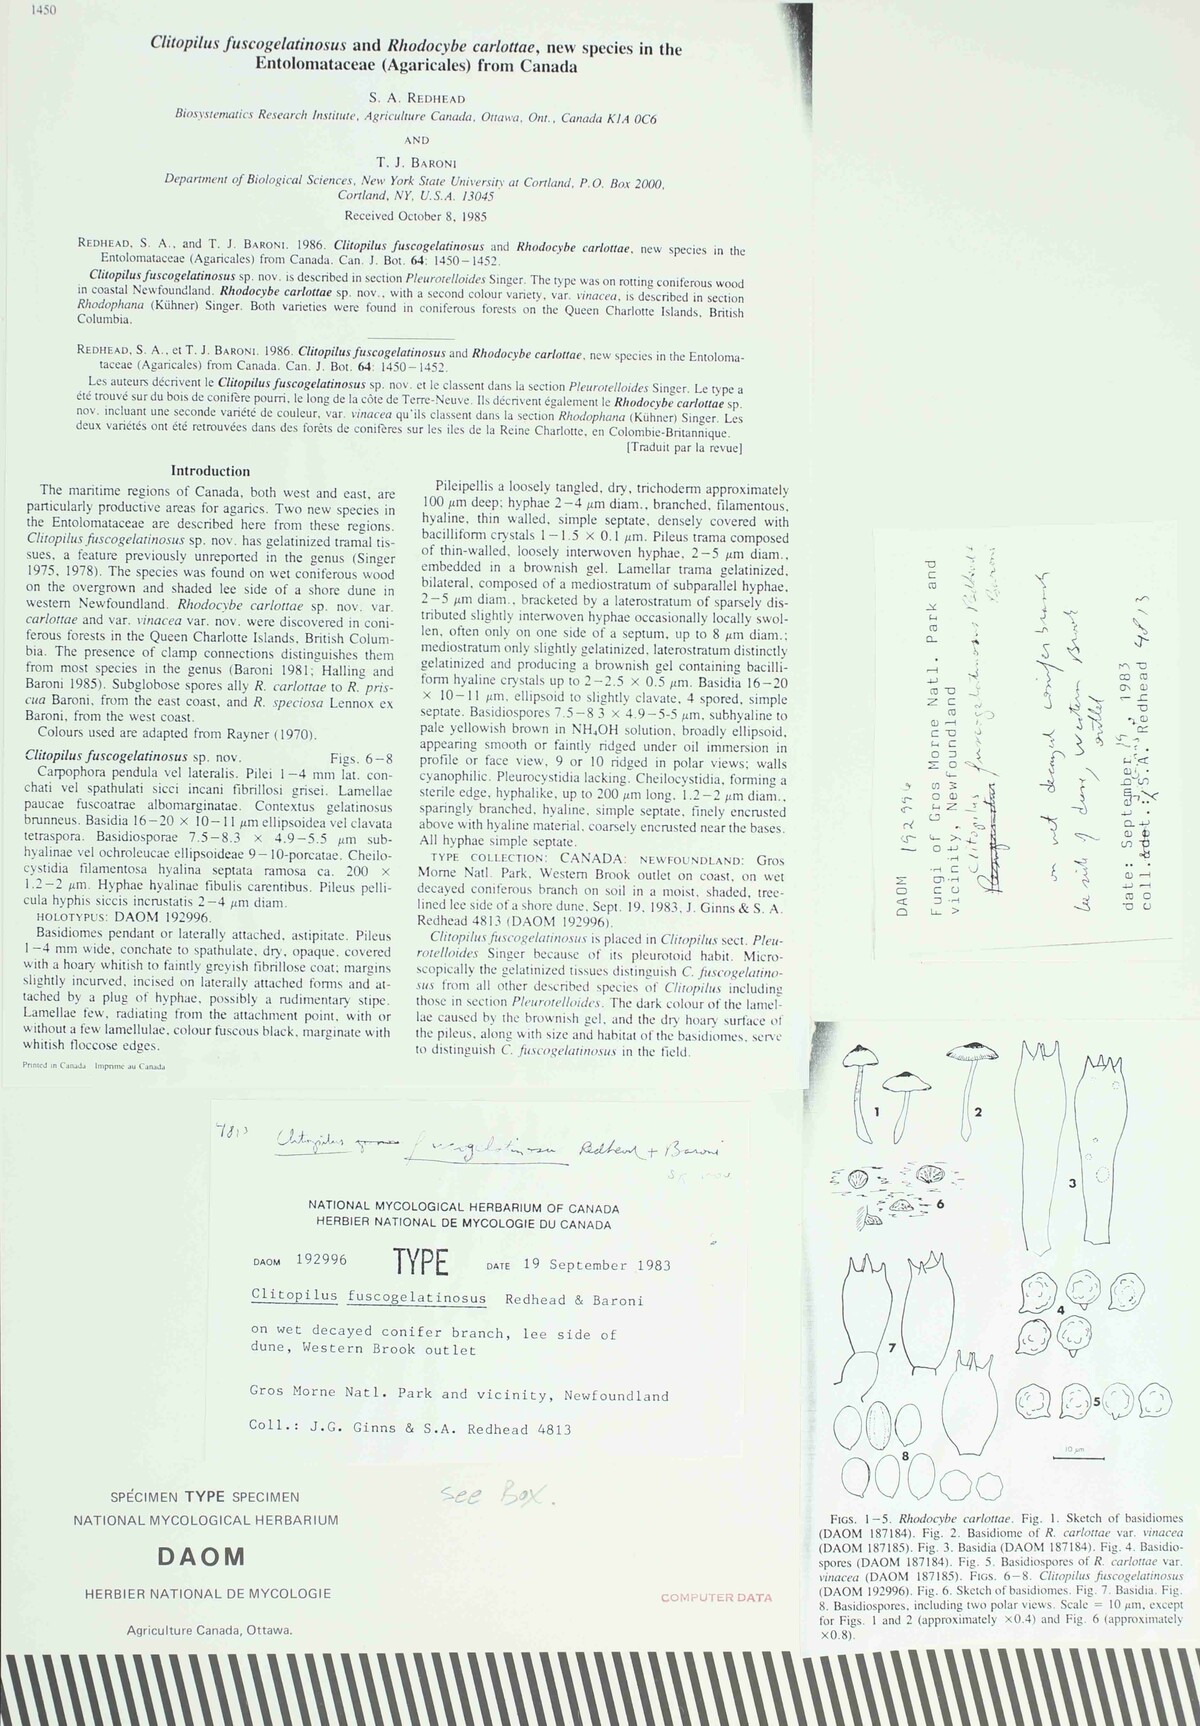 1450
Clitopilus fuscogelatinosus and Rhodocybe carlottae, new species in the
Entolomataceae (Agaricales) from Canada
S. A. REDHEAD
Biosystematics Research Institute, Agriculture Canada, Ottawa, Ont., Canada K1A 0C6
AND
T. J. BARONI
Department of Biological Sciences, New York State University at Cortland, P.O. Box 2000,
Cortland, NY, U.S.A. 13045
Received October 8, 1985
REDHEAD, S. A., and T. J. BARONI. 1986. Clitopilus fuscogelatinosus and Rhodocybe carlottae, new species in the
Entolomataceae (Agaricales) from Canada. Can. J. Bot. 64: 1450–1452.
Clitopilus fuscogelatinosus sp. nov. is described in section Pleurotelloides Singer. The type was on rotting coniferous wood
in coastal Newfoundland. Rhodocybe carlottae sp. nov., with a second colour variety, var. vinacea, is described in section
Rhodophana (Kühner) Singer. Both varieties were found in coniferous forests on the Queen Charlotte Islands, British
Columbia.
REDHEAD, S. A., et T. J. BARONI. 1986. Clitopilus fuscogelatinosus and Rhodocybe carlottae, new species in the Entoloma-
taceae (Agaricales) from Canada. Can. J. Bot. 64: 1450–1452.
Les auteurs décrivent le Clitopilus fuscogelatinosus sp. nov. et le classent dans la section Pleurotelloides Singer. Le type a
été trouvé sur du bois de conifère pourri, le long de la côte de Terre-Neuve. Ils décrivent également le Rhodocybe carlottae sp.
nov. incluant une seconde variété de couleur, var. vinacea qu'ils classent dans la section Rhodophana (Kühner) Singer. Les
deux variétés ont été retrouvées dans des forêts de conifères sur les iles de la Reine Charlotte, en Colombie-Britannique.
[Traduit par la revue]
Introduction
The maritime regions of Canada, both west and east, are
particularly productive areas for agarics. Two new species in
the Entolomataceae are described here from these regions.
Clitopilus fuscogelatinosus sp. nov. has gelatinized tramal tis-
sues, a feature previously unreported in the genus (Singer
1975, 1978). The species was found on wet coniferous wood
on the overgrown and shaded lee side of a shore dune in
western Newfoundland. Rhodocybe carlottae sp. nov. var.
carlottae and var. vinacea var. nov. were discovered in coni-
ferous forests in the Queen Charlotte Islands, British Colum-
bia. The presence of clamp connections distinguishes them
from most species in the genus (Baroni 1981; Halling and
Baroni 1985). Subglobose spores ally R. carlottae to R. pris-
cua Baroni, from the east coast, and R. speciosa Lennox ex
Baroni, from the west coast.
Colours used are adapted from Rayner (1970).
Clitopilus fuscogelatinosus sp. nov. Figs. 6–8
Carpophora pendula vel lateralis. Pilei 1–4 mm lat. con-
chati vel spathulati sicci incani fibrillosi grisei. Lamellae
paucae fuscoatrae albomarginatae. Contextus gelatinosus
brunneus. Basidia 16–20 × 10–11 μm ellipsoidea vel clavata
tetraspora. Basidiosporae 7.5–8.3 × 4.9–5.5 μm sub-
hyalinae vel ochroleucae ellipsoideae 9–10-porcatae. Cheilo-
cystidia filamentosa hyalina septata ramosa ca. 200 ×
1.2–2 μm. Hyphae hyalinae fibulis carentibus. Pileus pelli-
cula hyphis siccis incrustatis 2–4 μm diam.
HOLOTYPUS: DAOM 192996.
Basidiomes pendant or laterally attached, astipitate. Pileus
1–4 mm wide, conchate to spathulate, dry, opaque, covered
with a hoary whitish to faintly greyish fibrillose coat; margins
slightly incurved, incised on laterally attached forms and at-
tached by a plug of hyphae, possibly a rudimentary stipe.
Lamellae few, radiating from the attachment point, with or
without a few lamellulae, colour fuscous black, marginate with
whitish floccose edges.
Printed in Canada Imprimé au Canada
Pileipellis a loosely tangled, dry, trichoderm approximately
100 μm deep; hyphae 2–4 μm diam., branched, filamentous,
hyaline, thin walled, simple septate, densely covered with
bacilliform crystals 1–1.5 × 0.1 μm. Pileus trama composed
of thin-walled, loosely interwoven hyphae, 2–5 μm diam.,
embedded in a brownish gel. Lamellar trama gelatinized,
bilateral, composed of a mediostratum of subparallel hyphae,
2–5 μm diam., bracketed by a laterostratum of sparsely dis-
tributed slightly interwoven hyphae occasionally locally swol-
len, often only on one side of a septum, up to 8 μm diam.;
mediostratum only slightly gelatinized, laterostratum distinctly
gelatinized and producing a brownish gel containing bacilli-
form hyaline crystals up to 2–2.5 × 0.5 μm. Basidia 16–20
× 10–11 μm, ellipsoid to slightly clavate, 4 spored, simple
septate. Basidiospores 7.5–8 3 × 4.9–5-5 μm, subhyaline to
pale yellowish brown in NH₄OH solution, broadly ellipsoid,
appearing smooth or faintly ridged under oil immersion in
profile or face view, 9 or 10 ridged in polar views; walls
cyanophilic. Pleurocystidia lacking. Cheilocystidia, forming a
sterile edge, hyphalike, up to 200 μm long, 1.2–2 μm diam.,
sparingly branched, hyaline, simple septate, finely encrusted
above with hyaline material, coarsely encrusted near the bases.
All hyphae simple septate.
TYPE COLLECTION: CANADA: NEWFOUNDLAND: Gros
Morne Natl. Park, Western Brook outlet on coast, on wet
decayed coniferous branch on soil in a moist, shaded, tree-
lined lee side of a shore dune, Sept. 19, 1983, J. Ginns & S. A.
Redhead 4813 (DAOM 192996).
Clitopilus fuscogelatinosus is placed in Clitopilus sect. Pleu-
rotelloides Singer because of its pleurotoid habit. Micro-
scopically the gelatinized tissues distinguish C. fuscogelatino-
sus from all other described species of Clitopilus including
those in section Pleurotelloides. The dark colour of the lamel-
lae caused by the brownish gel, and the dry hoary surface of
the pileus, along with size and habitat of the basidiomes, serve
to distinguish C. fuscogelatinosus in the field.
DAOM 192996
Fungi of Gros Morne Natl. Park and
vicinity, Newfoundland
Clitopilus fuscogelatinosus Redhead &
Baroni
on wet decayed conifer branch
lee side of dune, Western Brook
outlet
date: September 19, 1983
coll.&det.: S.A. Redhead 4813
4813 Clitopilus fuscogelatinosus Redhead + Baroni
sp. nov
NATIONAL MYCOLOGICAL HERBARIUM OF CANADA
HERBIER NATIONAL DE MYCOLOGIE DU CANADA
DAOM 192996 TYPE DATE 19 September 1983
Clitopilus fuscogelatinosus Redhead & Baroni
on wet decayed conifer branch, lee side of
dune, Western Brook outlet
Gros Morne Natl. Park and vicinity, Newfoundland
Coll.: J.G. Ginns & S.A. Redhead 4813
see Box.
SPÉCIMEN TYPE SPECIMEN
NATIONAL MYCOLOGICAL HERBARIUM
DAOM
HERBIER NATIONAL DE MYCOLOGIE
Agriculture Canada, Ottawa.
COMPUTER DATA
1
2
3
6
4
7
5
8
10 μm
FIGS. 1–5. Rhodocybe carlottae. Fig. 1. Sketch of basidiomes
(DAOM 187184). Fig. 2. Basidiome of R. carlottae var. vinacea
(DAOM 187185). Fig. 3. Basidia (DAOM 187184). Fig. 4. Basidio-
spores (DAOM 187184). Fig. 5. Basidiospores of R. carlottae var.
vinacea (DAOM 187185). FIGS. 6–8. Clitopilus fuscogelatinosus
(DAOM 192996). Fig. 6. Sketch of basidiomes. Fig. 7. Basidia. Fig.
8. Basidiospores, including two polar views. Scale = 10 μm, except
for Figs. 1 and 2 (approximately ×0.4) and Fig. 6 (approximately
×0.8).